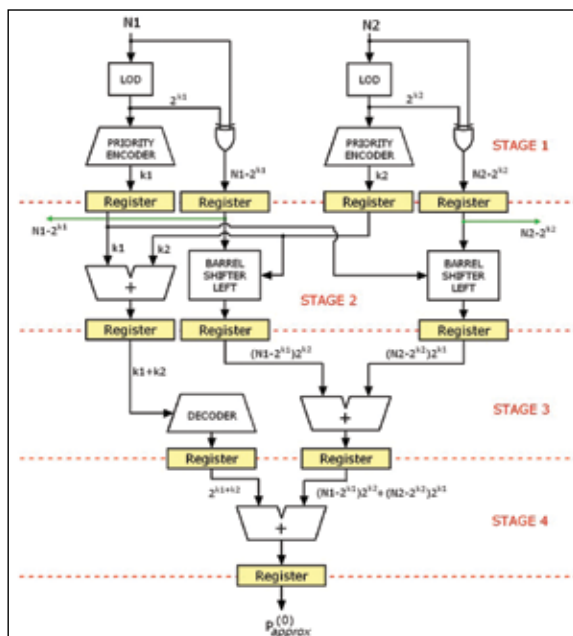 N1 N2
LOD LOD
2^k1 2^k2
PRIORITY ENCODER PRIORITY ENCODER
STAGE 1
k1 N1-2^k1 k2 N2-2^k2
Register Register Register Register
N1-2^k1 N2-2^k2
k1 k2
BARREL SHIFTER LEFT BARREL SHIFTER LEFT
+
STAGE 2
Register Register Register
(N1-2^k1)2^k2 (N2-2^k2)2^k1
k1+k2
DECODER +
STAGE 3
Register Register
2^k1+k2 (N1-2^k1)2^k2+(N2-2^k2)2^k1
+
STAGE 4
Register
P_approx^(0)